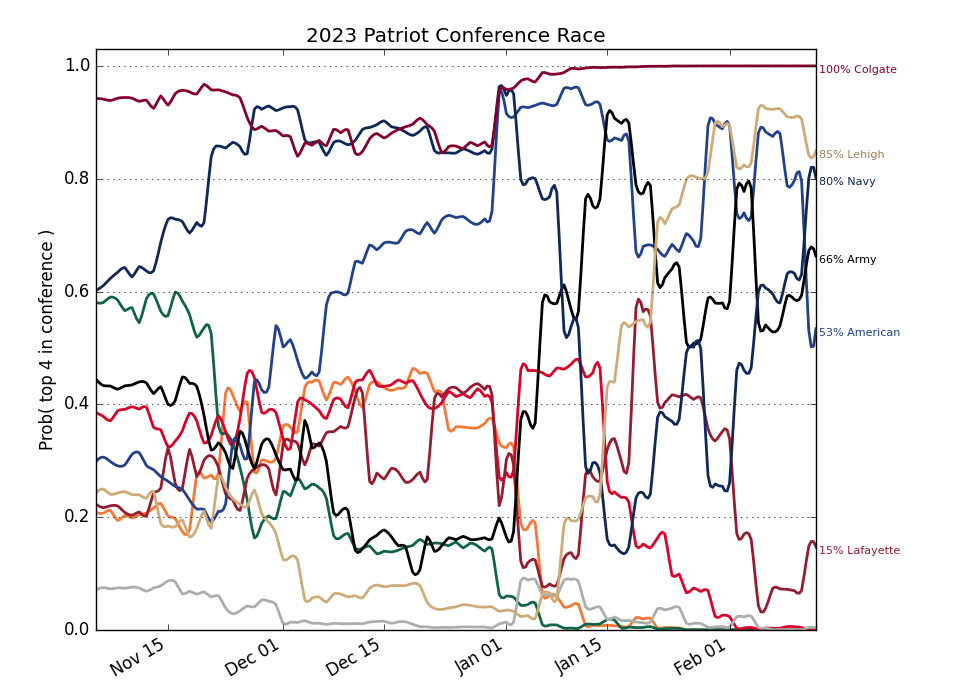 2023 Patriot Conference Race
Prob( top 4 in conference )
1.0
0.8
0.6
0.4
0.2
0.0
Nov 15
Dec 01
Dec 15
Jan 01
Jan 15
Feb 01
100% Colgate
85% Lehigh
80% Navy
66% Army
53% American
15% Lafayette